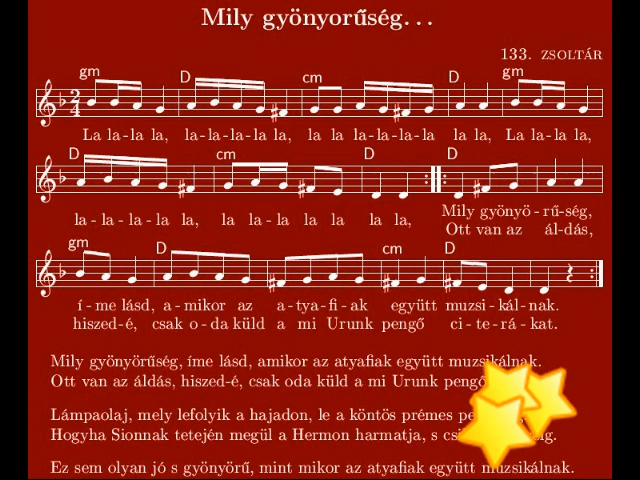 Mily gyönyorűség...
133. ZSOLTÁR
gm D cm D gm
2
4
La la-la la, la-la-la-la la, la la la-la-la-la la la, La la-la la,
D cm D D
la-la-la-la la, la la-la-la la la la, Mily gyönyö-rű-ség,
Ott van az ál-dás,
gm D cm D
í-me lásd, a-mikor az a-tya-fi-ak együtt muzsi-kál-nak.
hiszed-é, csak o-da küld a mi Urunk pengő ci-te-rá-kat.
Mily gyönyörűség, íme lásd, amikor az atyafiak együtt muzsikálnak.
Ott van az áldás, hiszed-é, csak oda küld a mi Urunk pengő
Lámpaolaj, mely lefolyik a hajadon, le a köntös prémes
Hogyha Sionnak tetején megül a Hermon harmatja, s
Ez sem olyan jó s gyönyörű, mint mikor az atyafiak együtt muzsikálnak.